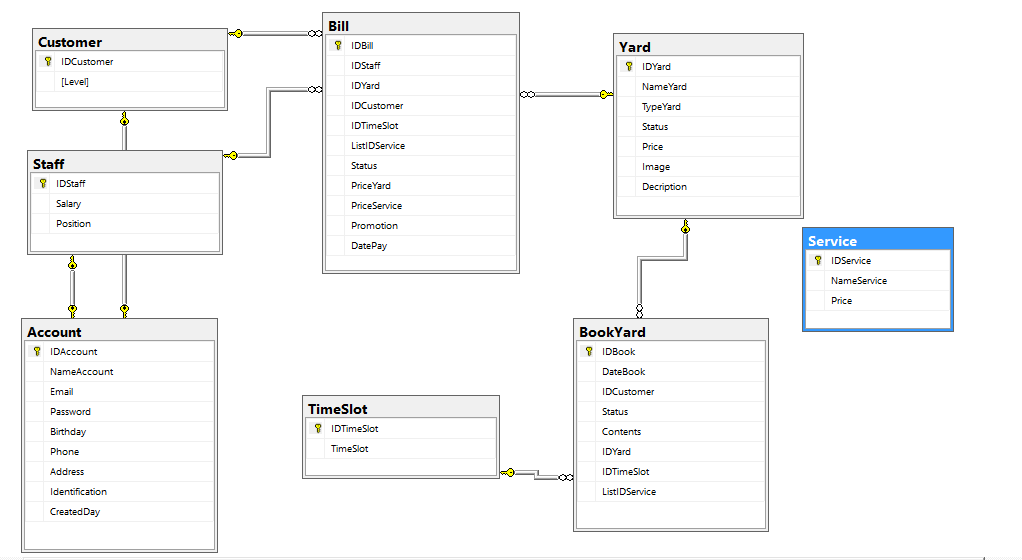 Customer
IDCustomer
[Level]
Staff
IDStaff
Salary
Position
Account
IDAccount
NameAccount
Email
Password
Birthday
Phone
Address
Identification
CreatedDay
Bill
IDBill
IDStaff
IDYard
IDCustomer
IDTimeSlot
ListIDService
Status
PriceYard
PriceService
Promotion
DatePay
TimeSlot
IDTimeSlot
TimeSlot
Yard
IDYard
NameYard
TypeYard
Status
Price
Image
Decription
BookYard
IDBook
DateBook
IDCustomer
Status
Contents
IDYard
IDTimeSlot
ListIDService
Service
IDService
NameService
Price